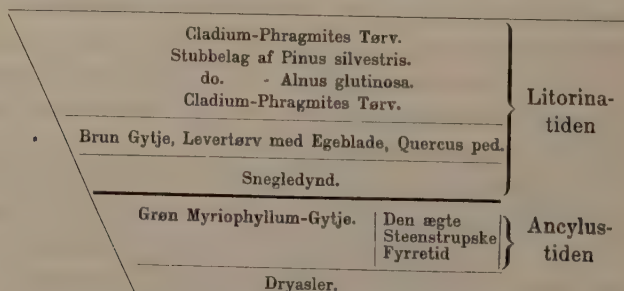 Cladium-Phragmites Tørv.
Stubbelag af Pinus silvestris.
do. - Alnus glutinosa.
Cladium-Phragmites Tørv.
Litorina-
tiden
Brun Gytje, Levertørv med Egeblade, Quercus ped.
Snegledynd.
Grøn Myriophyllum-Gytje.
Den ægte
Steenstrupske
Fyrretid
Ancylus-
tiden
Dryasler.